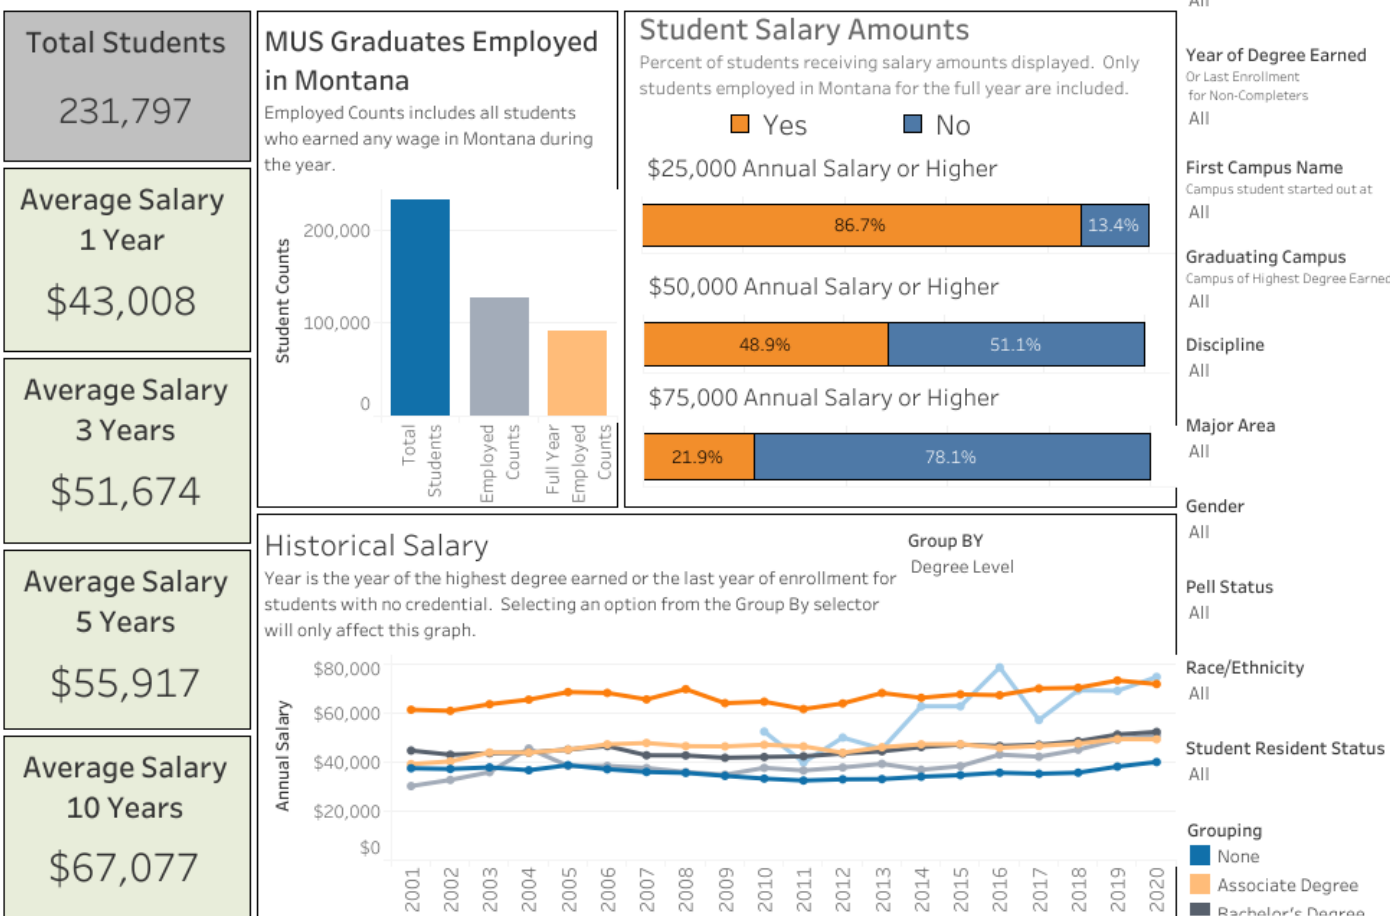 Total Students
231,797
Average Salary
1 Year
$43,008
Average Salary
3 Years
$51,674
Average Salary
5 Years
$55,917
Average Salary
10 Years
$67,077
MUS Graduates Employed
in Montana
Employed Counts includes all students
who earned any wage in Montana during
the year.
Student Counts
200,000
100,000
0
Total
Students
Employed
Counts
Full Year
Employed
Counts
Student Salary Amounts
Percent of students receiving salary amounts displayed. Only
students employed in Montana for the full year are included.
Yes
No
$25,000 Annual Salary or Higher
86.7%
13.4%
$50,000 Annual Salary or Higher
48.9%
51.1%
$75,000 Annual Salary or Higher
21.9%
78.1%
Historical Salary
Year is the year of the highest degree earned or the last year of enrollment for
students with no credential. Selecting an option from the Group By selector
will only affect this graph.
Group BY
Degree Level
Annual Salary
$80,000
$60,000
$40,000
$20,000
$0
2001
2002
2003
2004
2005
2006
2007
2008
2009
2010
2011
2012
2013
2014
2015
2016
2017
2018
2019
2020
All
Year of Degree Earned
Or Last Enrollment
for Non-Completers
All
First Campus Name
Campus student started out at
All
Graduating Campus
Campus of Highest Degree Earned
All
Discipline
All
Major Area
All
Gender
All
Pell Status
All
Race/Ethnicity
All
Student Resident Status
All
Grouping
None
Associate Degree
Bachelor's Degree